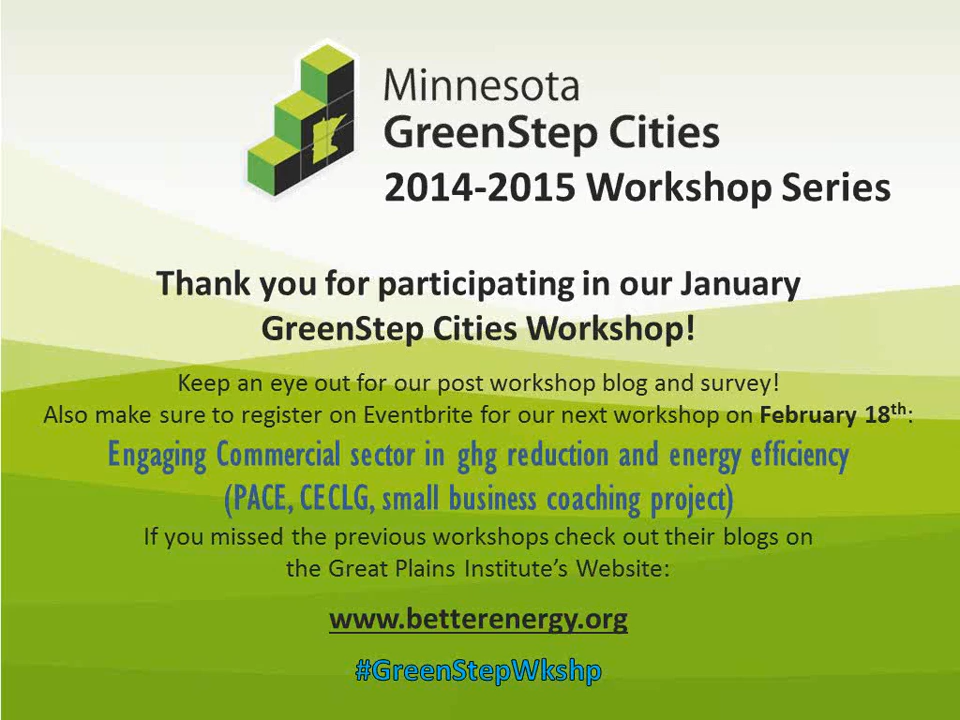 Minnesota
GreenStep Cities
2014-2015 Workshop Series
Thank you for participating in our January
GreenStep Cities Workshop!
Keep an eye out for our post workshop blog and survey!
Also make sure to register on Eventbrite for our next workshop on February 18th:
Engaging Commercial sector in ghg reduction and energy efficiency
(PACE, CECLG, small business coaching project)
If you missed the previous workshops check out their blogs on
the Great Plains Institute's Website:
www.betterenergy.org
#GreenStepWkshp